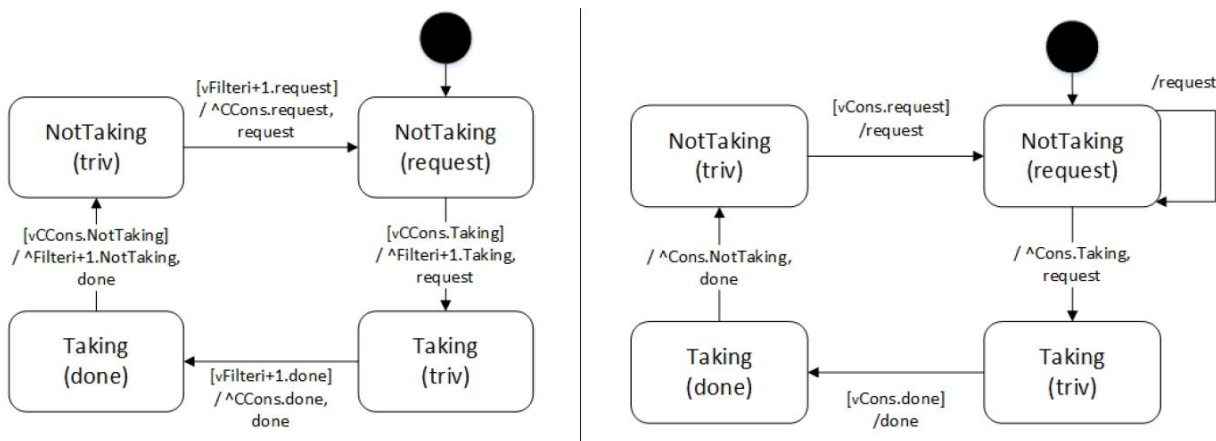 [vFilteri+1.request]
/ ^CCons.request,
request
NotTaking
(triv)
NotTaking
(request)
[vCCons.NotTaking]
/ ^Filteri+1.NotTaking,
done
[vCCons.Taking]
/ ^Filteri+1.Taking,
request
Taking
(done)
Taking
(triv)
[vFilteri+1.done]
/ ^CCons.done,
done
/request
[vCons.request]
/request
NotTaking
(triv)
NotTaking
(request)
/ ^Cons.NotTaking,
done
/ ^Cons.Taking,
request
Taking
(done)
Taking
(triv)
[vCons.done]
/done